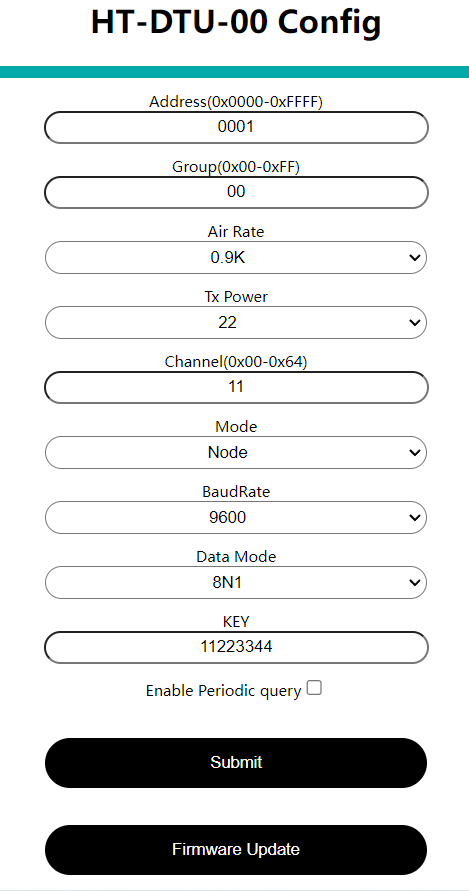 HT-DTU-00 Config
Address(0x0000-0xFFFF)
0001
Group(0x00-0xFF)
00
Air Rate
0.9K
Tx Power
22
Channel(0x00-0x64)
11
Mode
Node
BaudRate
9600
Data Mode
8N1
KEY
11223344
Enable Periodic query
Submit
Firmware Update